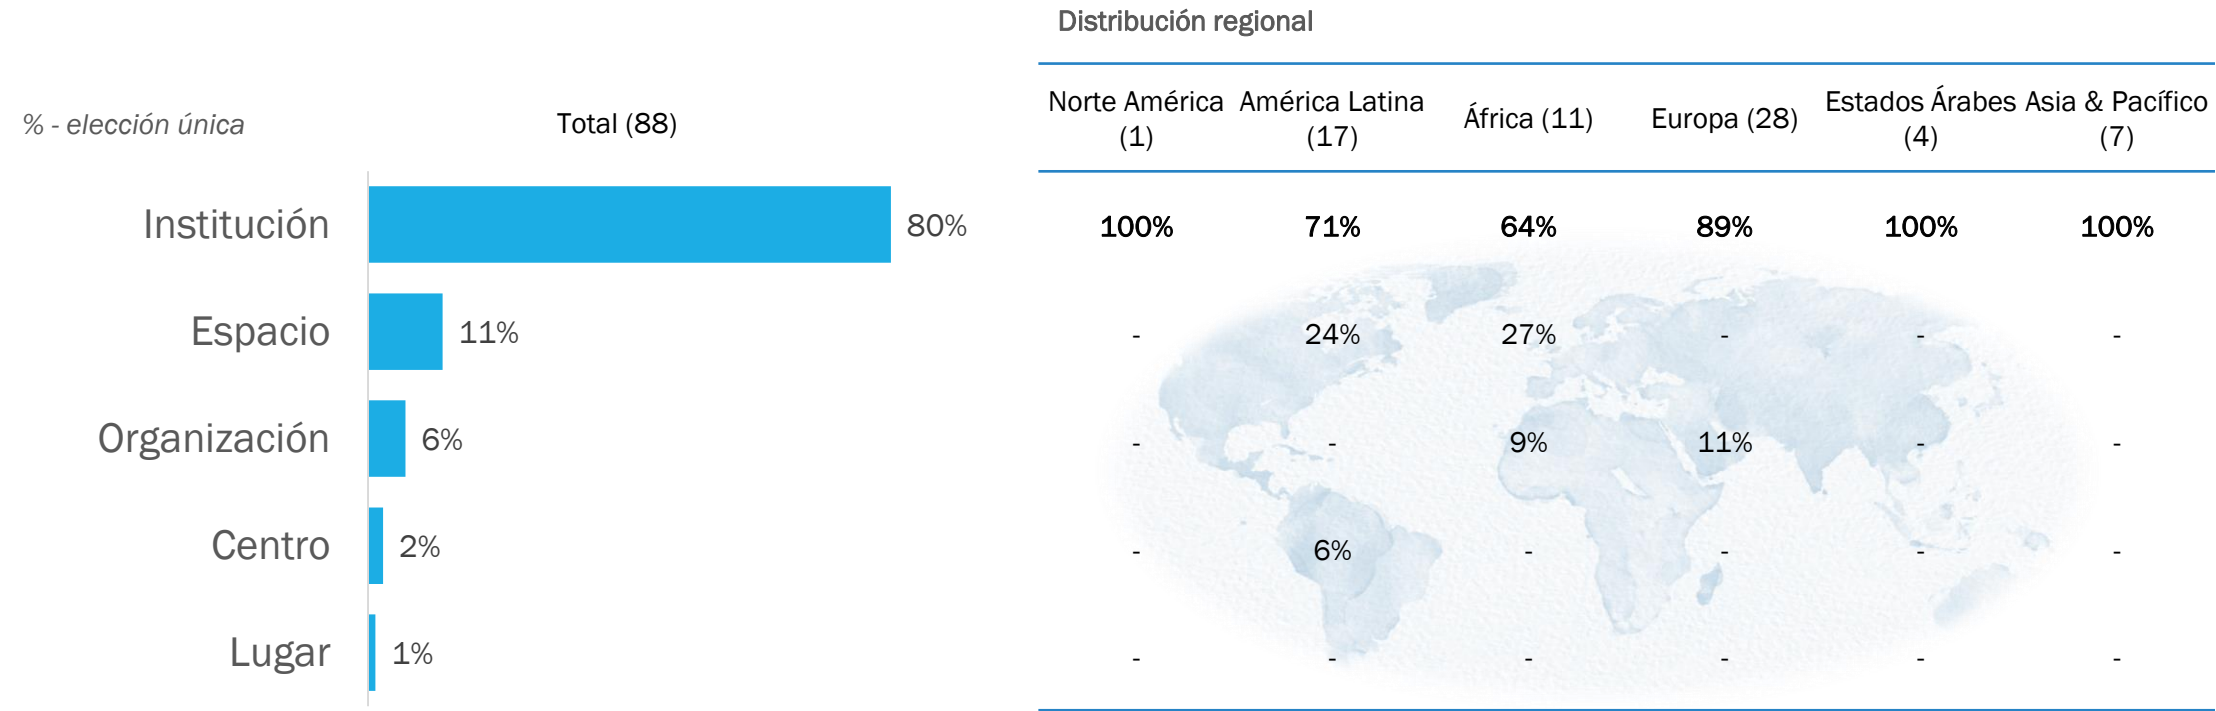 Distribución regional
% - elección única
Total (88)
Norte América (1)
América Latina (17)
África (11)
Europa (28)
Estados Árabes (4)
Asia & Pacífico (7)
Institución 80% 100% 71% 64% 89% 100% 100%
Espacio 11% - 24% 27% - - -
Organización 6% - - 9% 11% - -
Centro 2% - 6% - - - -
Lugar 1% - - - - - -